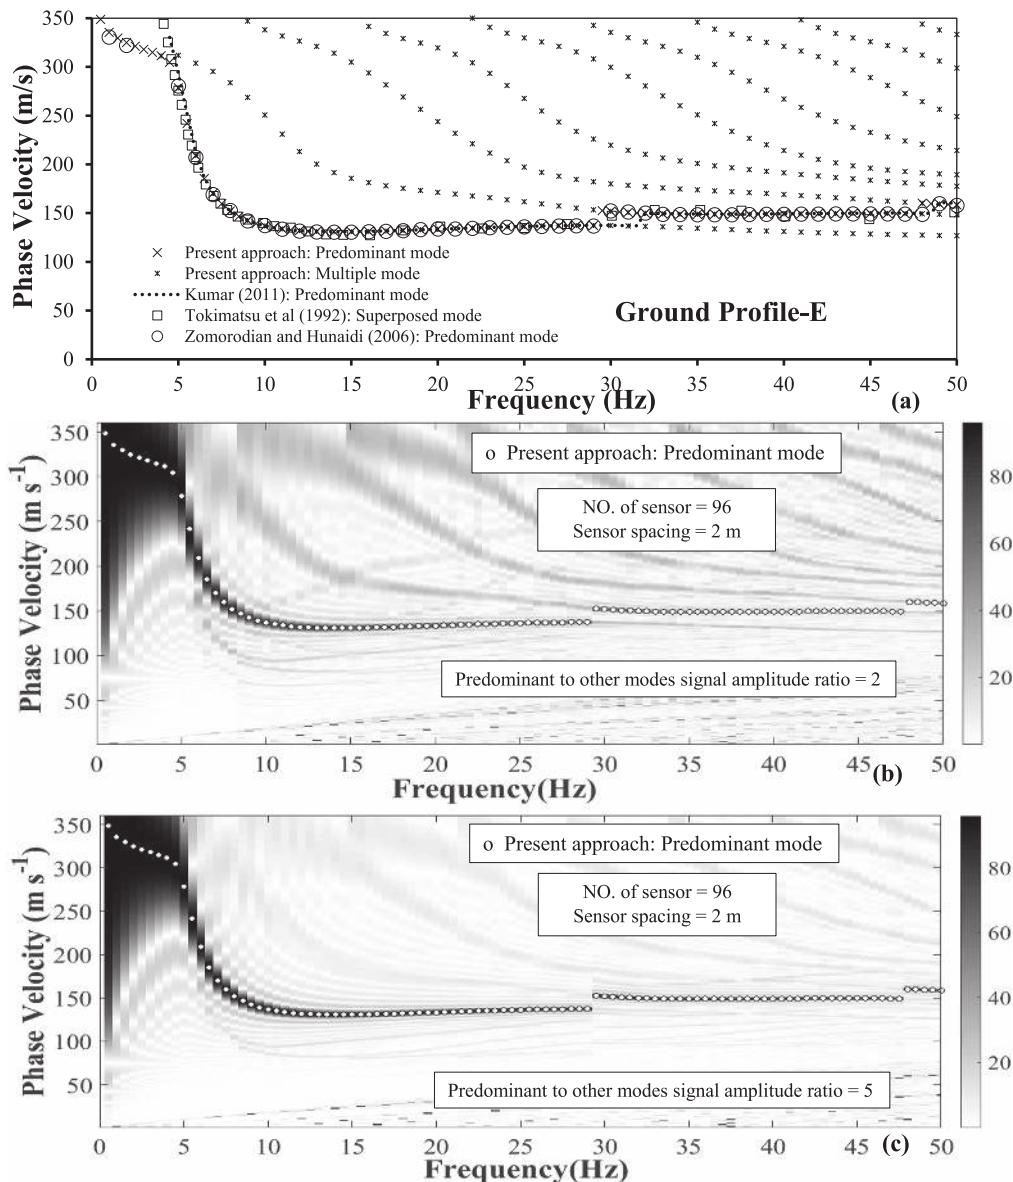 350
300
250
200
150
100
50
0
Phase Velocity (m/s)
Present approach: Predominant mode
Present approach: Multiple mode
Kumar (2011): Predominant mode
Tokimatsu et al (1992): Superposed mode
Zomorodian and Hunaidi (2006): Predominant mode
Ground Profile-E
0 5 10 15 20 25 30 35 40 45 50
Frequency (Hz)
(a)
350
300
250
200
150
100
50
Phase Velocity (m s-1)
o Present approach: Predominant mode
NO. of sensor = 96
Sensor spacing = 2 m
Predominant to other modes signal amplitude ratio = 2
80
60
40
20
0 5 10 15 20 25 30 35 40 45 50
Frequency(Hz)
(b)
350
300
250
200
150
100
50
Phase Velocity (m s-1)
o Present approach: Predominant mode
NO. of sensor = 96
Sensor spacing = 2 m
Predominant to other modes signal amplitude ratio = 5
80
60
40
20
0 5 10 15 20 25 30 35 40 45 50
Frequency(Hz)
(c)